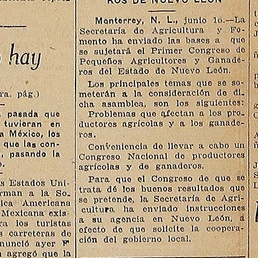 ROS DE NUEVO LEON
Monterrey, N. L., junio 1o.—La
Secretaría de Agricultura y Fo-
mento ha enviado las bases a que
se sujetará el Primer Congreso de
Pequeños Agricultores y Ganade-
ros del Estado de Nuevo León.
Los principales temas que se so-
meterán a la consideración de di-
cha asamblea, son los siguientes:
Problemas que afectan a los pro-
ductores agrícolas y a los ganade-
ros.
Conveniencia de llevar a cabo un
Congreso Nacional de productores
agrícolas y de ganaderos.
Para que el Congreso de que se
trata dé los buenos resultados que
se pretende, la Secretaría de Agri-
cultura ha enviado instrucciones
a su agencia en Nuevo León, a
efecto de que solicite la coopera-
ción del gobierno local.
hay
pág.)
pasada que
tuvieran en
México, los
que las con-
pasando la
Estados Uni-
rman a la So-
ica Americana
Mexicana exis-
ra los turistas
carreteras de
nunció ayer
agregó que la